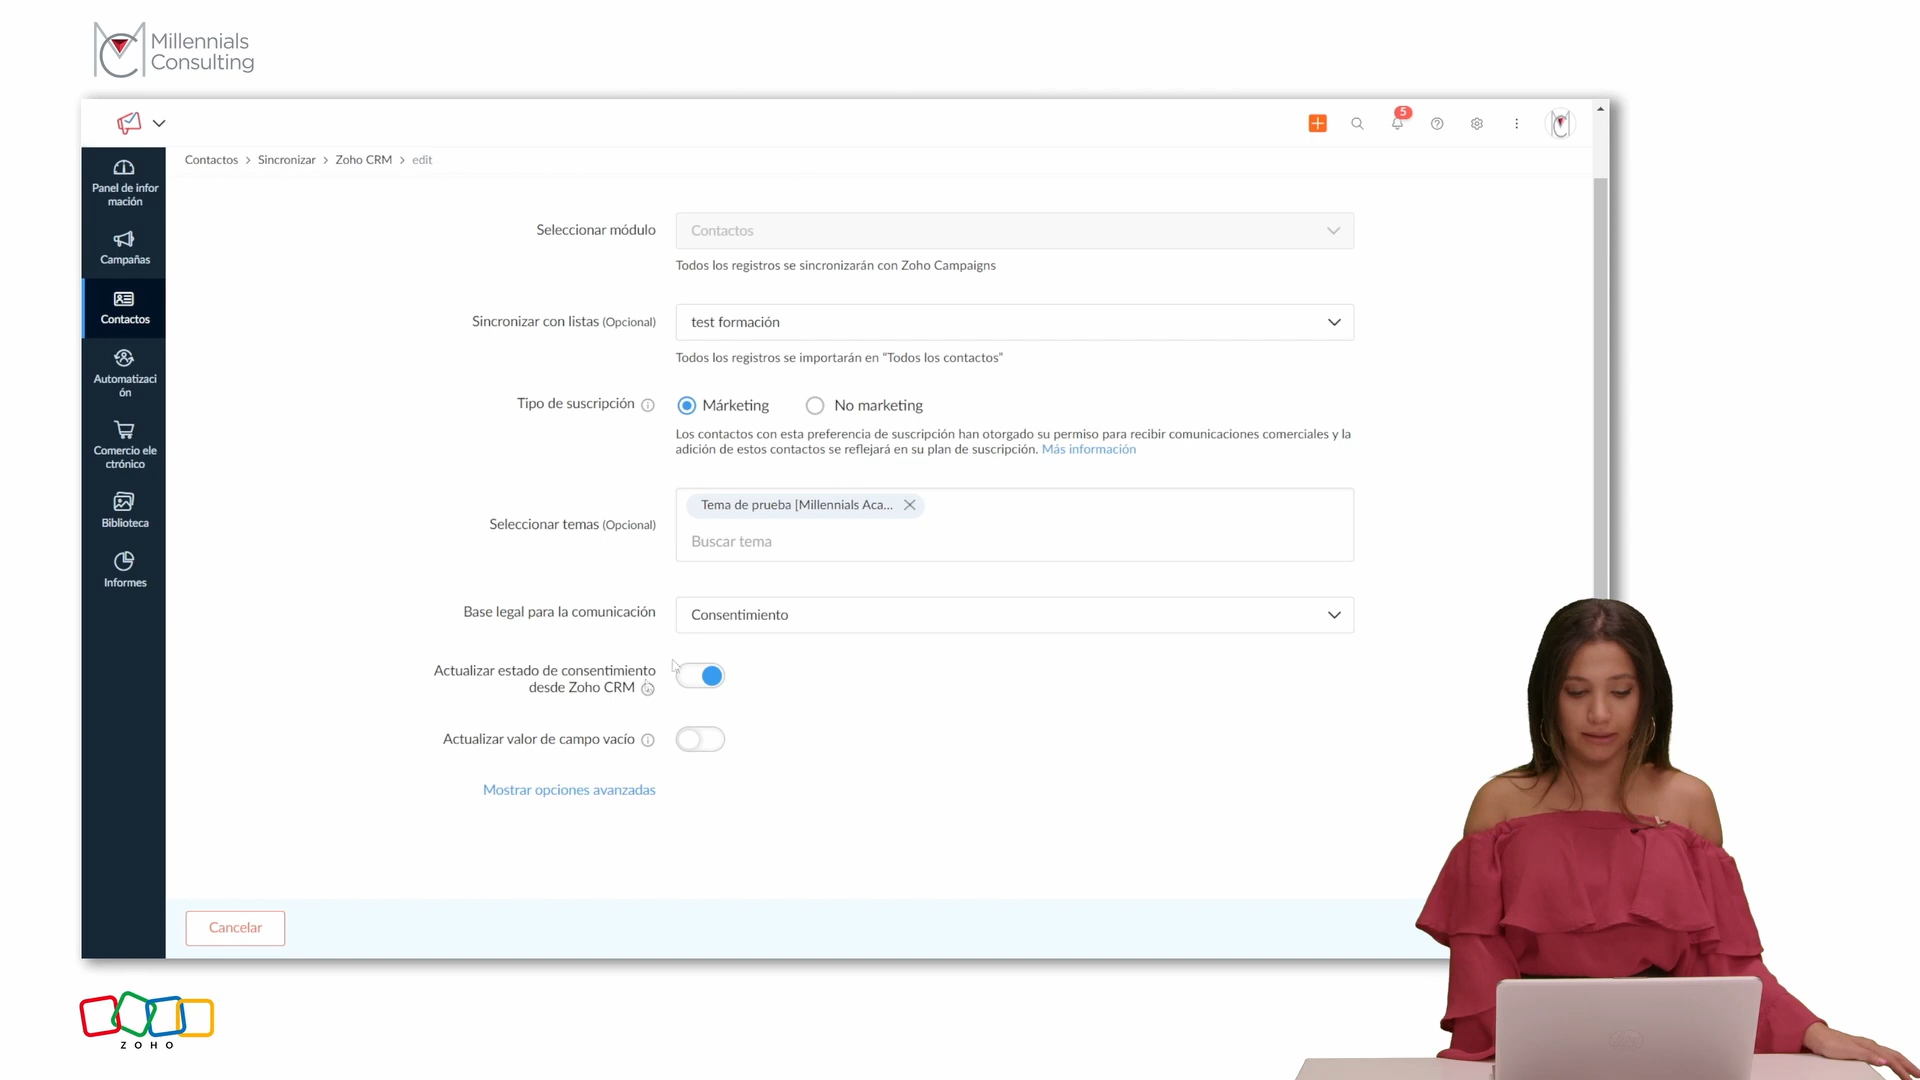 Millennials
Consulting
5
Contactos > Sincronizar > Zoho CRM > edit
Panel de infor
mación
Campañas
Contactos
Automatizaci
ón
Comercio ele
ctrónico
Biblioteca
Informes
Seleccionar módulo
Contactos
Todos los registros se sincronizarán con Zoho Campaigns
Sincronizar con listas (Opcional)
test formación
Todos los registros se importarán en “Todos los contactos”
Tipo de suscripción
Márketing
No marketing
Los contactos con esta preferencia de suscripción han otorgado su permiso para recibir comunicaciones comerciales y la
adición de estos contactos se reflejará en su plan de suscripción. Más información
Seleccionar temas (Opcional)
Tema de prueba [Millennials Aca...
Buscar tema
Base legal para la comunicación
Consentimiento
Actualizar estado de consentimiento
desde Zoho CRM
Actualizar valor de campo vacío
Mostrar opciones avanzadas
Cancelar
ZOHO